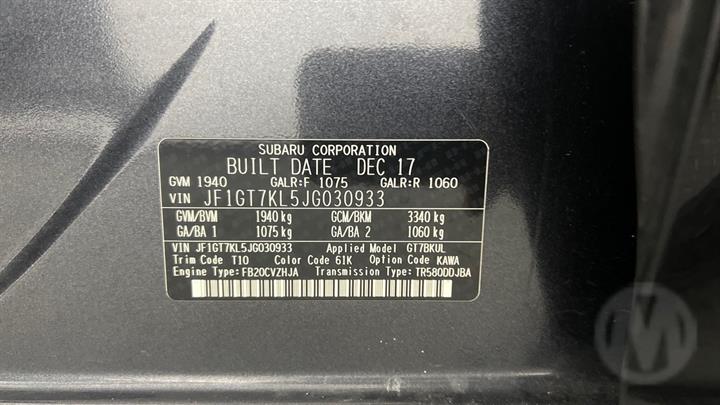 SUBARU CORPORATION
BUILT DATE DEC 17
GVM 1940 GALR:F 1075 GALR:R 1060
VIN JF1GT7KL5JG030933
GVM/BVM 1940 kg GCM/BKM 3340 kg
GA/BA 1 1075 kg GA/BA 2 1060 kg
VIN JF1GT7KL5JG030933 Applied Model GT7BKUL
Trim Code T10 Color Code 61K Option Code KAWA
Engine Type: FB20CVZHJA Transmission Type: TR580DDJBA
M